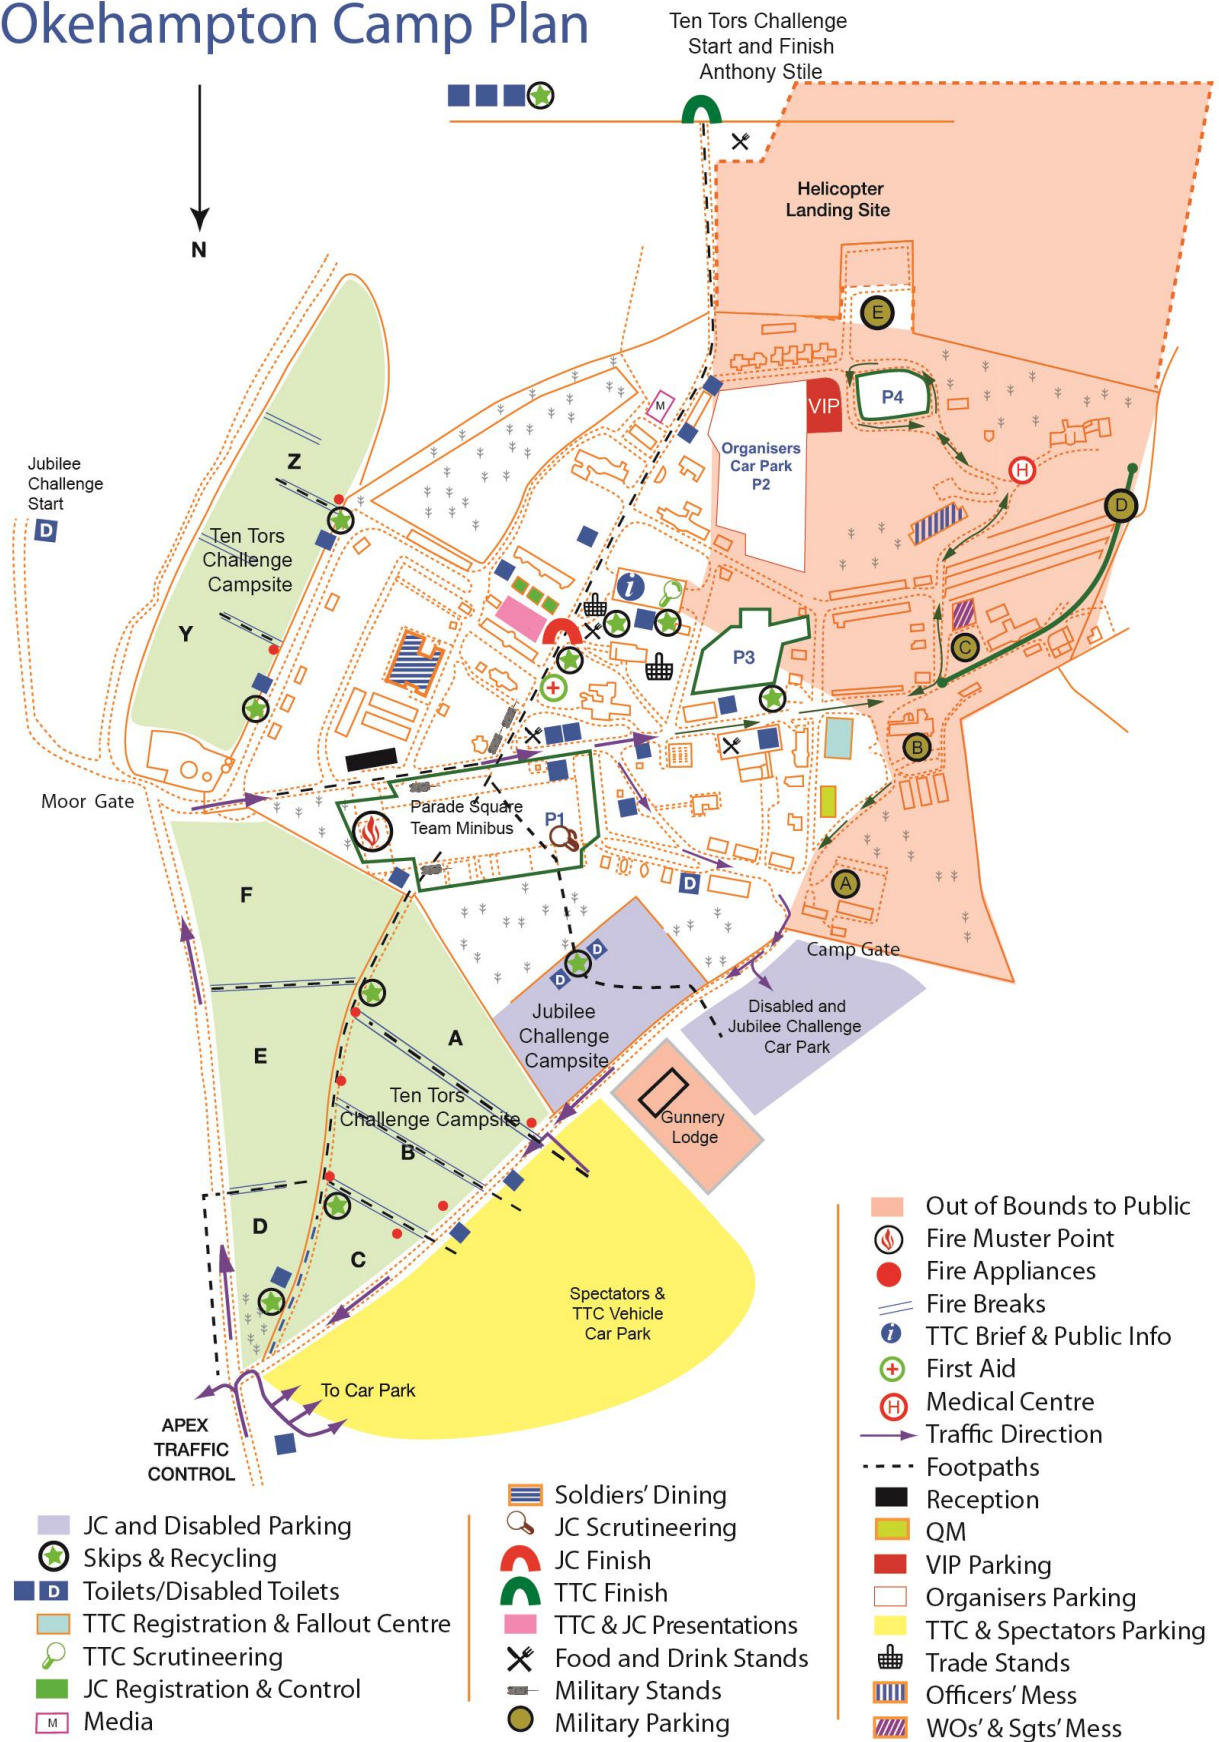 Okehampton Camp Plan
Ten Tors Challenge
Start and Finish
Anthony Stile
N
Helicopter
Landing Site
E
VIP
P4
M
Organisers
Car Park
P2
H
D
Z
Jubilee
Challenge
Start
D
Ten Tors
Challenge
Campsite
Y
i
P3
C
B
Moor Gate
Parade Square
Team Minibus
P1
A
D
F
Camp Gate
D
D
Disabled and
Jubilee Challenge
Car Park
Jubilee
Challenge
Campsite
A
E
Ten Tors
Challenge Campsite
B
Gunnery
Lodge
D
C
Spectators &
TTC Vehicle
Car Park
To Car Park
APEX
TRAFFIC
CONTROL
JC and Disabled Parking
Skips & Recycling
D Toilets/Disabled Toilets
TTC Registration & Fallout Centre
TTC Scrutineering
JC Registration & Control
M Media
Soldiers’ Dining
JC Scrutineering
JC Finish
TTC Finish
TTC & JC Presentations
Food and Drink Stands
Military Stands
Military Parking
Out of Bounds to Public
Fire Muster Point
Fire Appliances
Fire Breaks
i TTC Brief & Public Info
First Aid
H Medical Centre
Traffic Direction
Footpaths
Reception
QM
VIP Parking
Organisers Parking
TTC & Spectators Parking
Trade Stands
Officers’ Mess
WOs’ & Sgts’ Mess